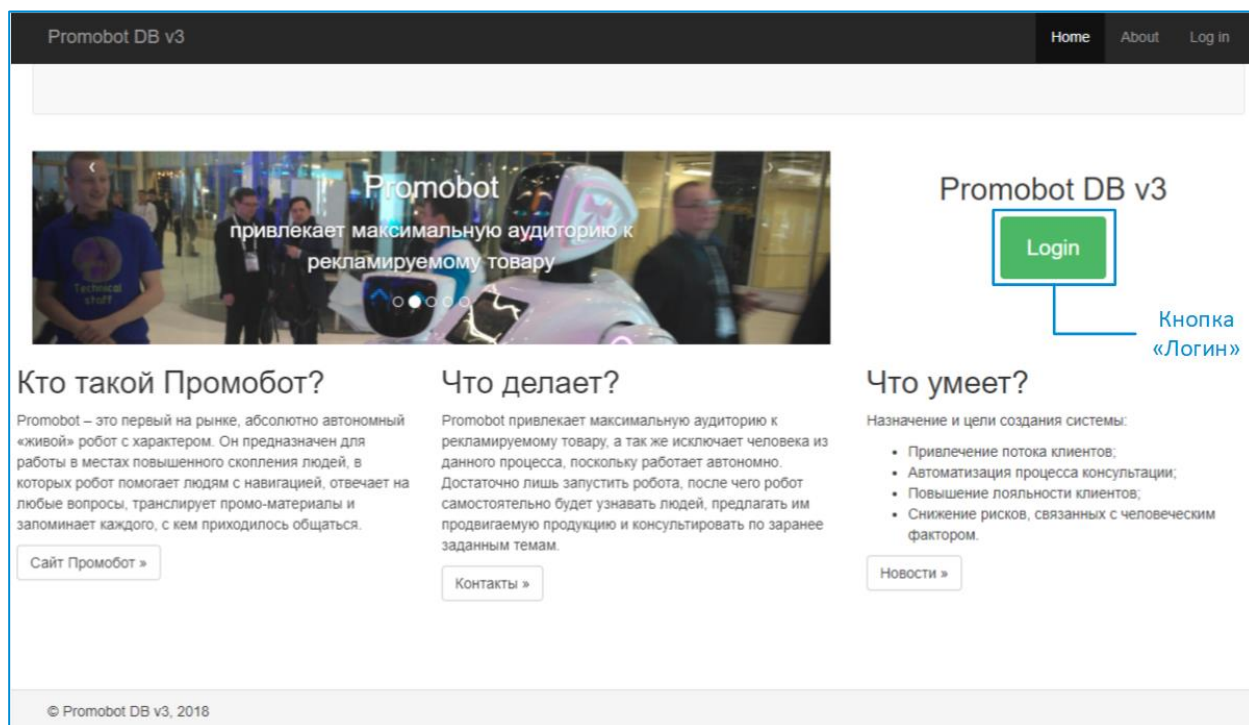 Promobot DB v3
Home About Log in
Promobot
привлекает максимальную аудиторию к
рекламируемому товару
Technical
staff
Promobot DB v3
Login
Кнопка
«Логин»
Кто такой Промобот?
Promobot – это первый на рынке, абсолютно автономный
«живой» робот с характером. Он предназначен для
работы в местах повышенного скопления людей, в
которых робот помогает людям с навигацией, отвечает на
любые вопросы, транслирует промо-материалы и
запоминает каждого, с кем приходилось общаться.
Сайт Промобот »
Что делает?
Promobot привлекает максимальную аудиторию к
рекламируемому товару, а так же исключает человека из
данного процесса, поскольку работает автономно.
Достаточно лишь запустить робота, после чего робот
самостоятельно будет узнавать людей, предлагать им
продвигаемую продукцию и консультировать по заранее
заданным темам.
Контакты »
Что умеет?
Назначение и цели создания системы:
• Привлечение потока клиентов;
• Автоматизация процесса консультации;
• Повышение лояльности клиентов;
• Снижение рисков, связанных с человеческим
фактором.
Новости »
© Promobot DB v3, 2018